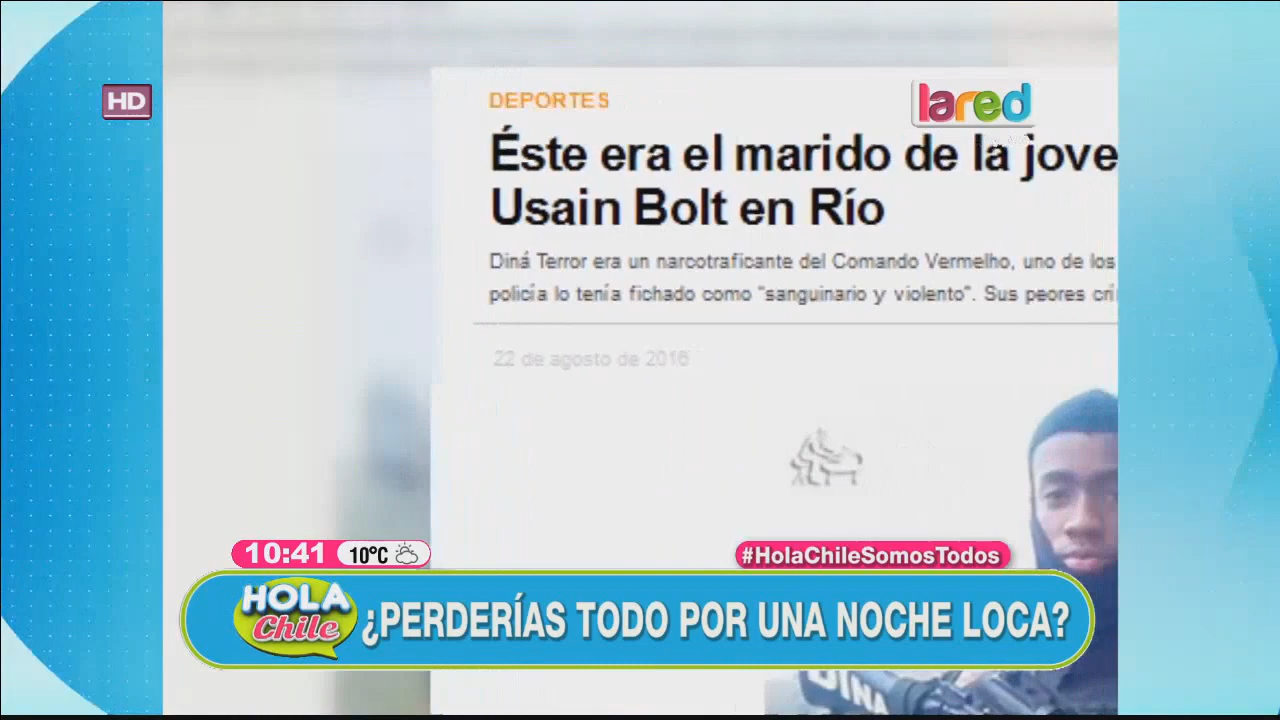 HD
lared
DEPORTES
Éste era el marido de la jove
Usain Bolt en Río
Diná Terror era un narcotraficante del Comando Vermelho, uno de los
policía lo tenía fichado como "sanguinario y violento". Sus peores crí
22 de agosto de 2016
10:41 10°C
#HolaChileSomosTodos
HOLA
Chile
¿PERDERÍAS TODO POR UNA NOCHE LOCA?
DINA